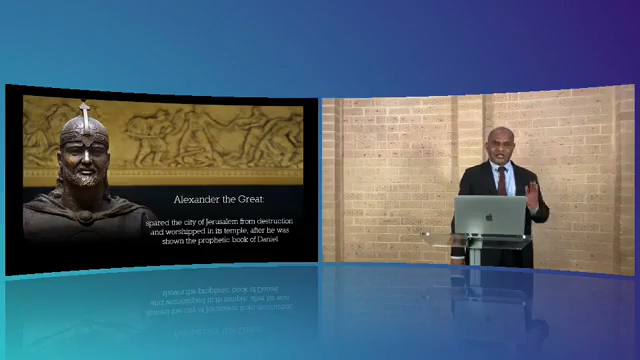 Alexander the Great:
spared the city of Jerusalem from destruction
and worshipped in its temple, after he was
shown the prophetic book of Daniel